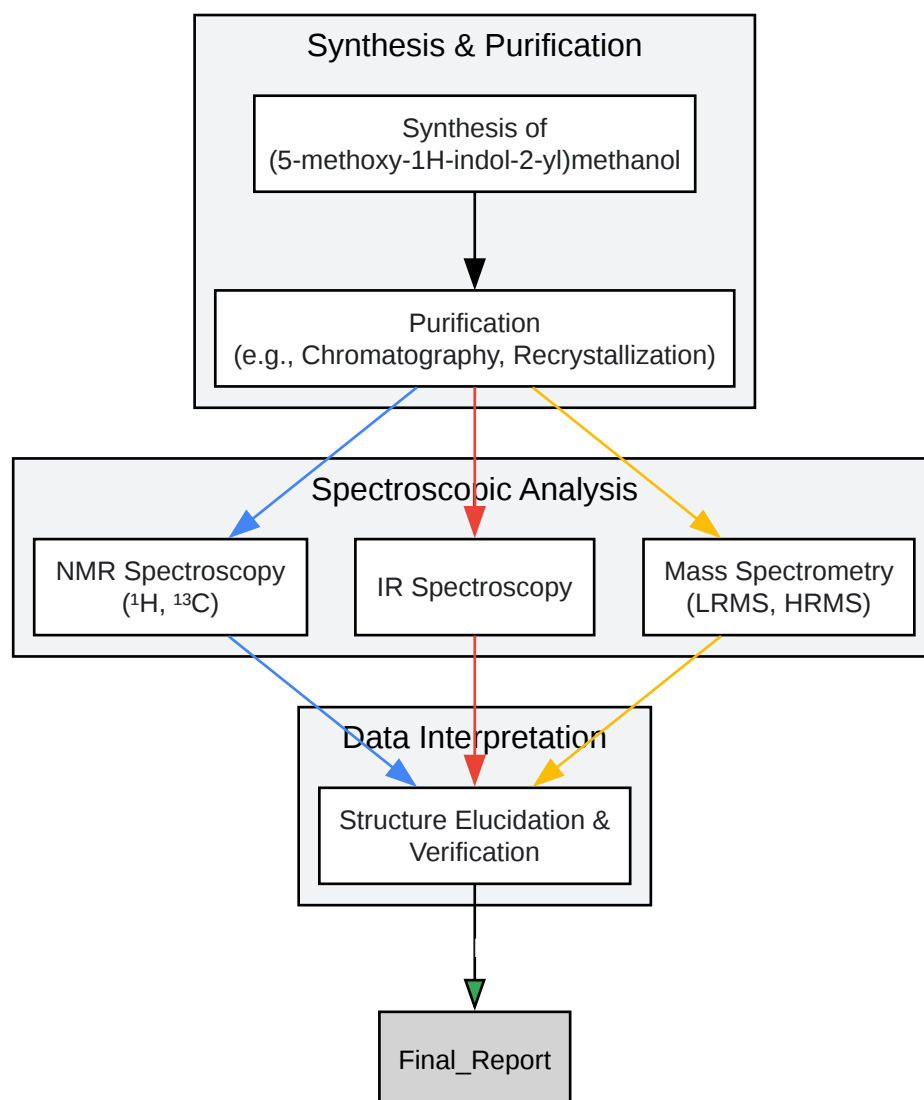 Synthesis & Purification
Synthesis of
(5-methoxy-1H-indol-2-yl)methanol
Purification
(e.g., Chromatography, Recrystallization)
Spectroscopic Analysis
NMR Spectroscopy
(¹H, ¹³C)
IR Spectroscopy
Mass Spectrometry
(LRMS, HRMS)
Data Interpretation
Structure Elucidation &
Verification
Final_Report